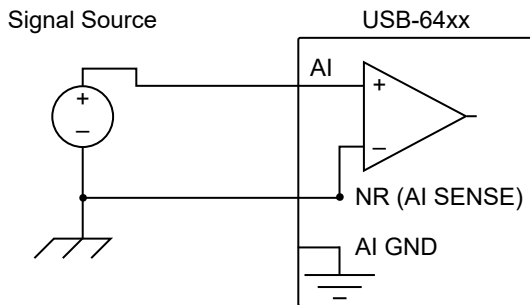 Signal Source
USB-64xx
AI
+
+
–
–
NR (AI SENSE)
AI GND